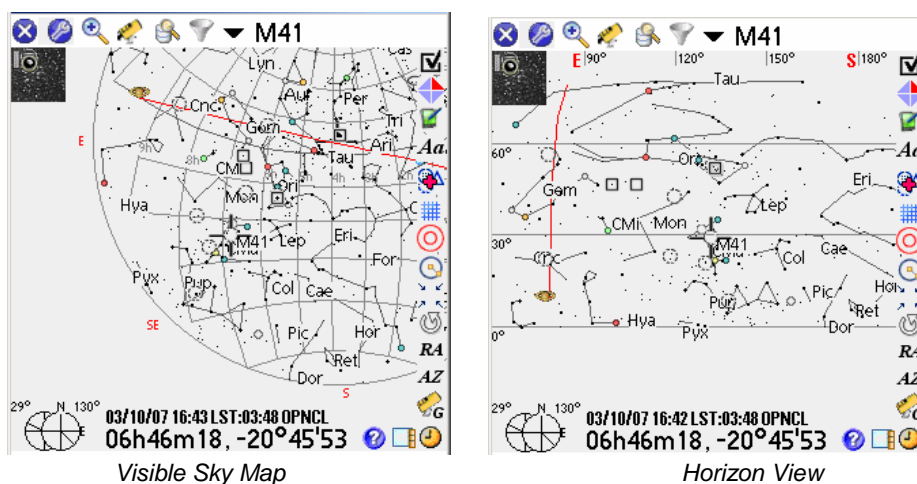 M41
Cas
Lyn
Aur
Per
Cnc
Tri
Gem
Ari
E
9h
8h
Tau
CMi
Ori
Mon
Hya
M41
Lep
Eri
For
Pyx
Pup
Col
Cae
SE
Pic
Hor
Ret
Dor
S
Aa
RA
AZ
G
29° N 130°
E
03/10/07 16:43 LST:03:48 OPNCL
06h46m18, -20°45'53
Visible Sky Map
M41
E 90° 120° 150° S 180°
Tau
60°
Ori
Gem
Eri
Lep
CMi Mon
30°
M41
Cae
Cnc
Col
Pup
Pic
Hor
Ret
Hya
Dor
0°
Pyx
RA
AZ
29° N 130°
E
03/10/07 16:42 LST:03:48 OPNCL
06h46m18, -20°45'53
Horizon View